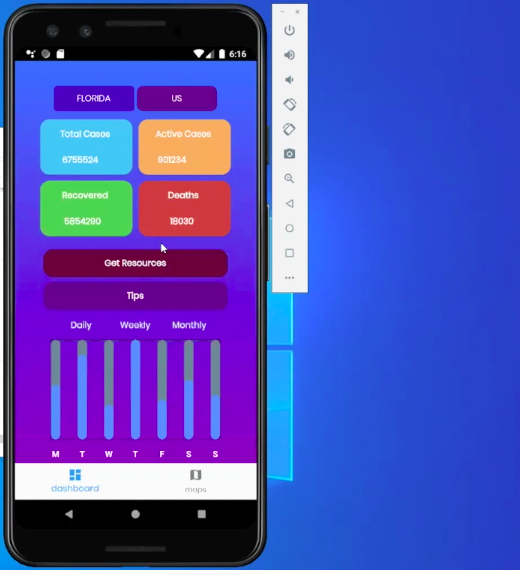 6:16
FLORIDA US
Total Cases Active Cases
6755524 901234
Recovered Deaths
5854290 18030
Get Resources
Tips
Daily Weekly Monthly
M T W T F S S
dashboard maps